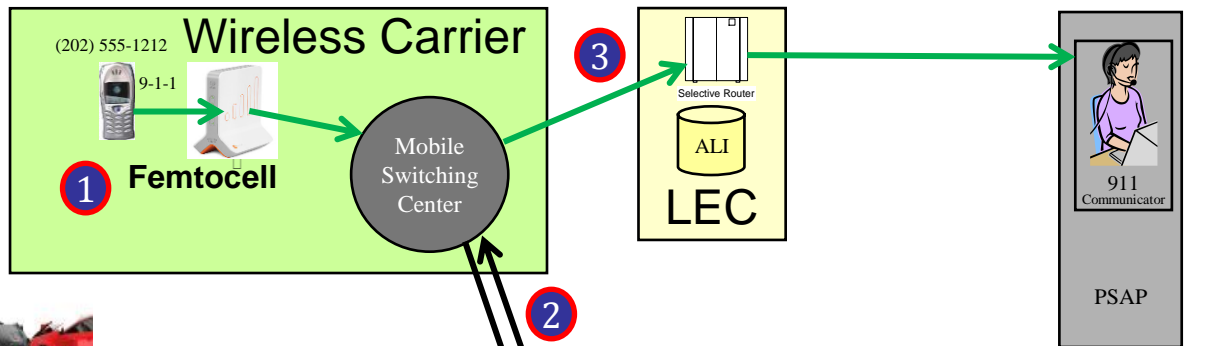 (202) 555-1212
Wireless Carrier
9-1-1
Femtocell
1
Mobile
Switching
Center
2
3
Selective Router
ALI
LEC
911
Communicator
PSAP